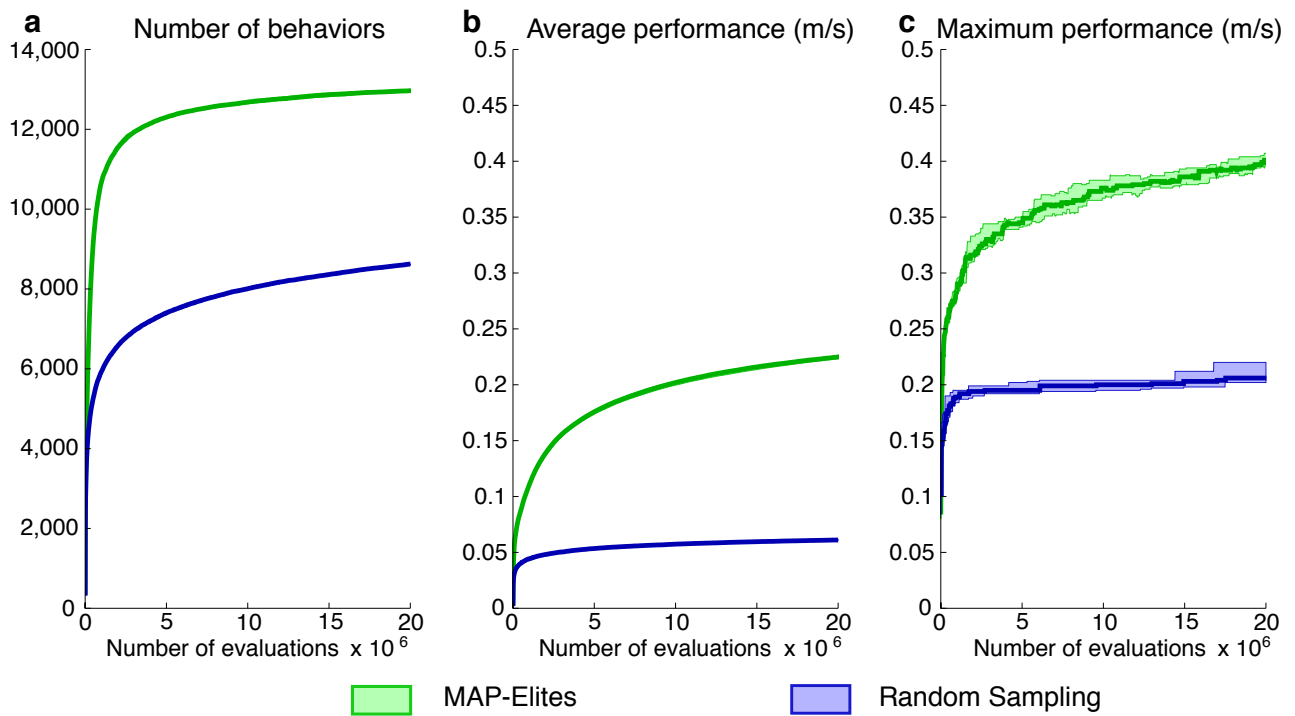 a Number of behaviors
14,000
12,000
10,000
8,000
6,000
4,000
2,000
0
0 5 10 15 20
Number of evaluations x 10 6
b Average performance (m/s)
0.5
0.45
0.4
0.35
0.3
0.25
0.2
0.15
0.1
0.05
0
0 5 10 15 20
Number of evaluations x 10 6
c Maximum performance (m/s)
0.5
0.45
0.4
0.35
0.3
0.25
0.2
0.15
0.1
0.05
0
0 5 10 15 20
Number of evaluations x 10 6
MAP-Elites
Random Sampling